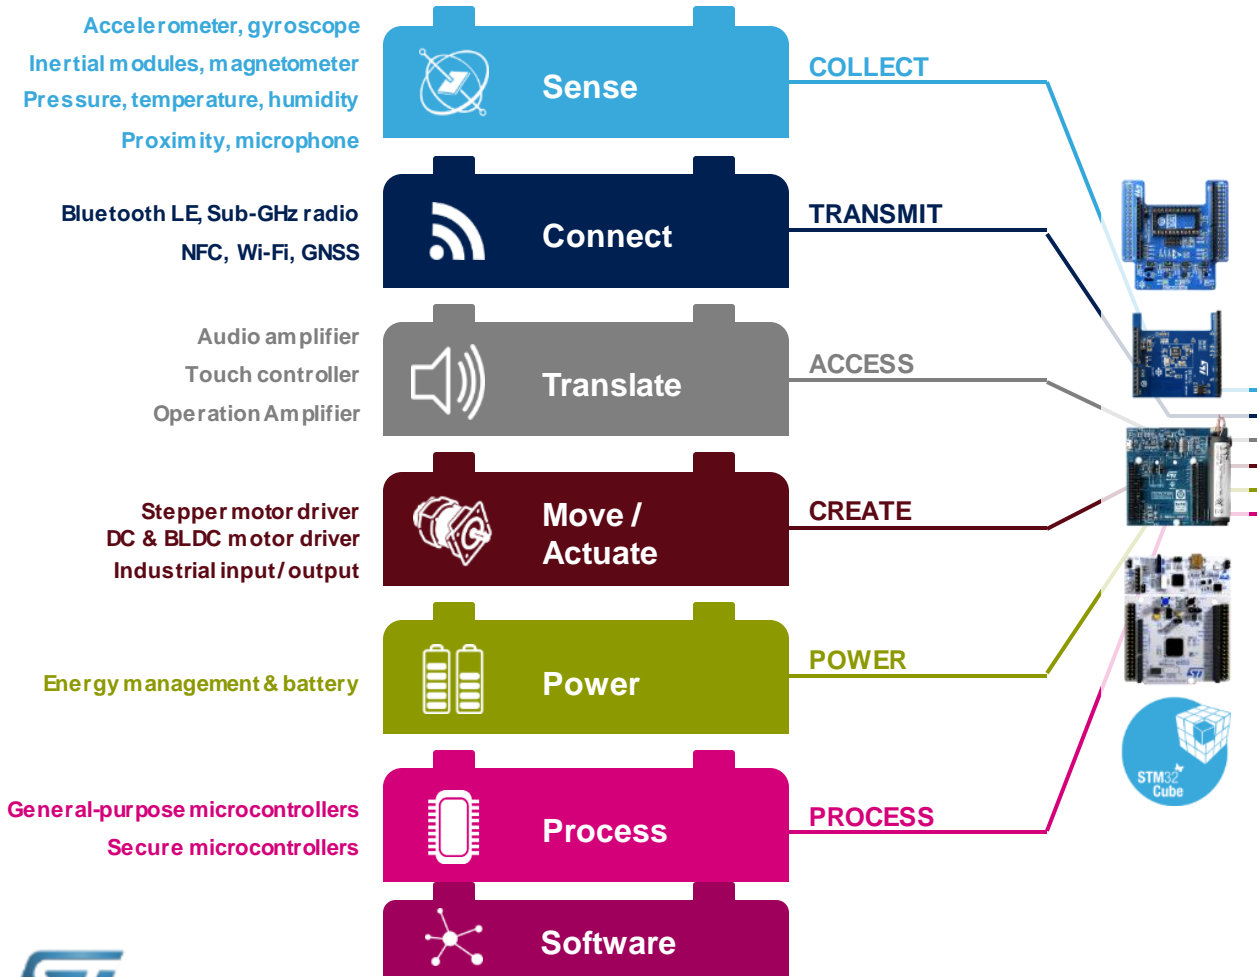 Accelerometer, gyroscope
Inertial modules, magnetometer
Pressure, temperature, humidity
Proximity, microphone
Sense
COLLECT
Bluetooth LE, Sub-GHz radio
NFC, Wi-Fi, GNSS
Connect
TRANSMIT
Audio amplifier
Touch controller
Operation Amplifier
Translate
ACCESS
Stepper motor driver
DC & BLDC motor driver
Industrial input / output
Move /
Actuate
CREATE
Energy management & battery
Power
POWER
General-purpose microcontrollers
Secure microcontrollers
Process
PROCESS
STM32
Cube
Software